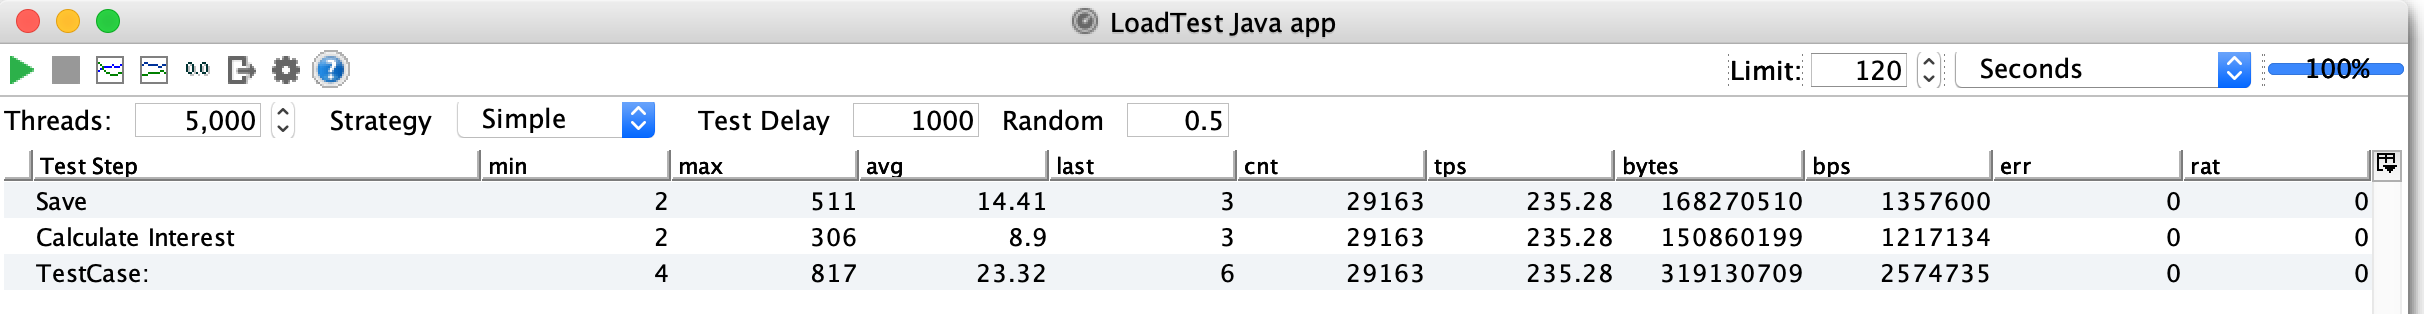 LoadTest Java app
0.0 ? Limit: 120 Seconds 100%
Threads: 5,000 Strategy Simple Test Delay 1000 Random 0.5
Test Step min max avg last cnt tps bytes bps err rat
Save 2 511 14.41 3 29163 235.28 168270510 1357600 0 0
Calculate Interest 2 306 8.9 3 29163 235.28 150860199 1217134 0 0
TestCase: 4 817 23.32 6 29163 235.28 319130709 2574735 0 0